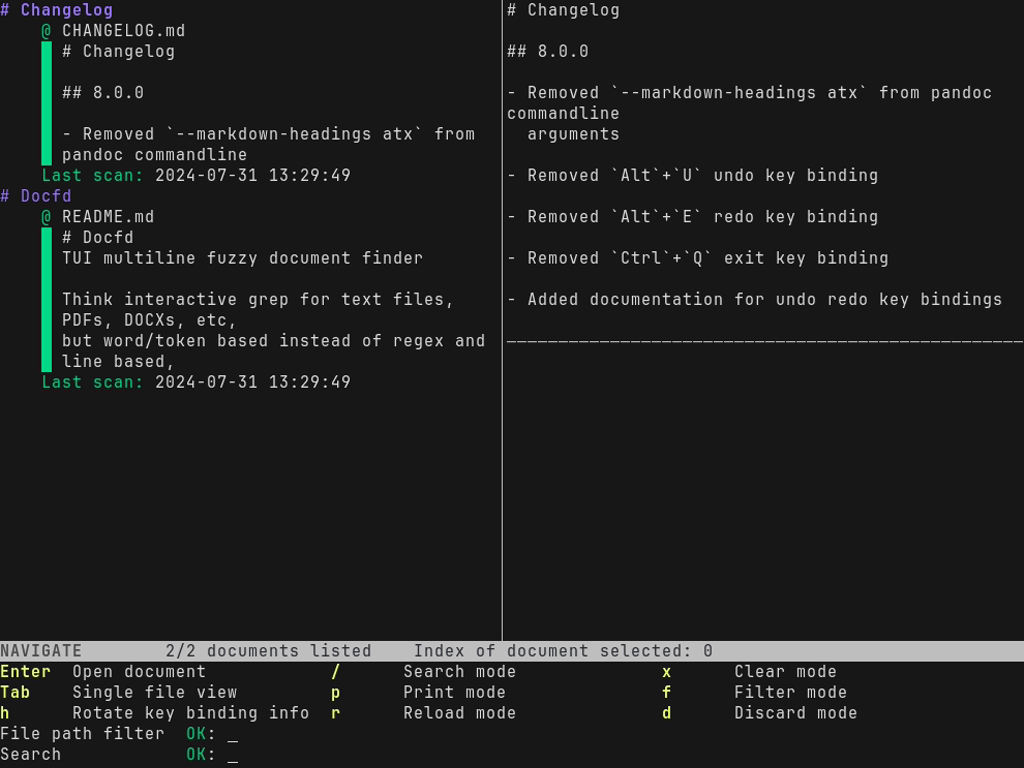 # Changelog
@ CHANGELOG.md
# Changelog
## 8.0.0
- Removed `--markdown-headings atx` from
pandoc commandline
Last scan: 2024-07-31 13:29:49
# Docfd
@ README.md
# Docfd
TUI multiline fuzzy document finder
Think interactive grep for text files,
PDFs, DOCXs, etc,
but word/token based instead of regex and
line based,
Last scan: 2024-07-31 13:29:49
# Changelog
## 8.0.0
- Removed `--markdown-headings atx` from pandoc
commandline
arguments
- Removed `Alt`+`U` undo key binding
- Removed `Alt`+`E` redo key binding
- Removed `Ctrl`+`Q` exit key binding
- Added documentation for undo redo key bindings
NAVIGATE 2/2 documents listed Index of document selected: 0
Enter Open document / Search mode x Clear mode
Tab Single file view p Print mode f Filter mode
h Rotate key binding info r Reload mode d Discard mode
File path filter OK: _
Search OK: _